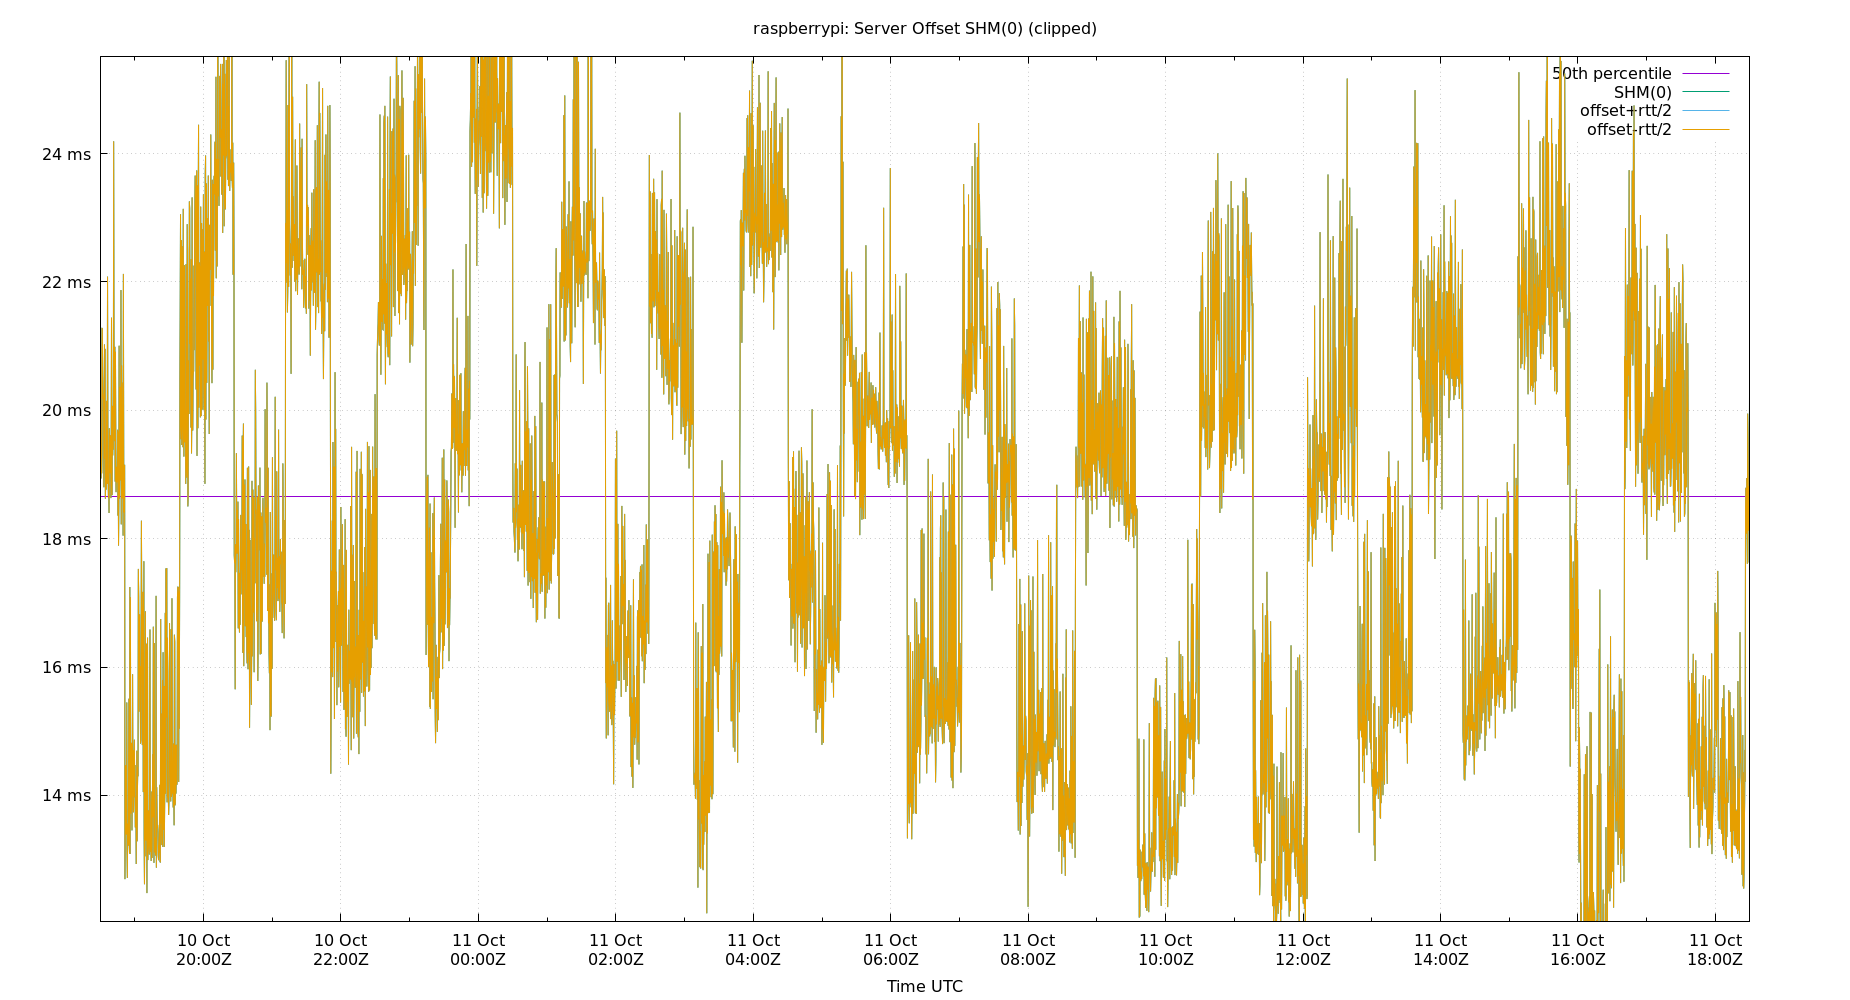 raspberrypi: Server Offset SHM(0) (clipped)
50th percentile
SHM(0)
offset+rtt/2
offset-rtt/2
24 ms
22 ms
20 ms
18 ms
16 ms
14 ms
10 Oct 10 Oct 11 Oct 11 Oct 11 Oct 11 Oct 11 Oct 11 Oct 11 Oct 11 Oct 11 Oct 11 Oct
20:00Z 22:00Z 00:00Z 02:00Z 04:00Z 06:00Z 08:00Z 10:00Z 12:00Z 14:00Z 16:00Z 18:00Z
Time UTC